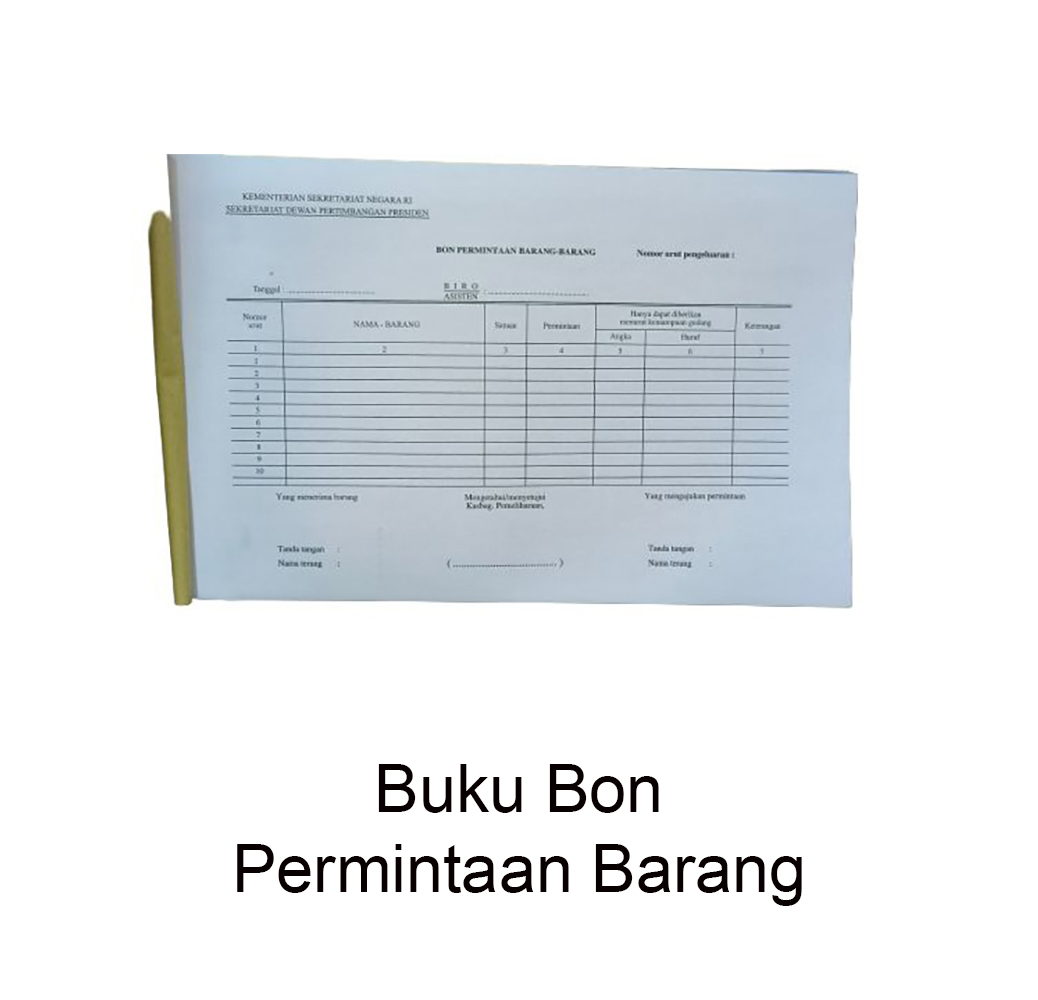 KEMENTERIAN SEKRETARIAT NEGARA RI
SEKRETARIAT DEWAN PERTIMBANGAN PRESIDEN
BON PERMINTAAN BARANG-BARANG
Nomor urut pengeluaran :
Tanggal : ..............................
B I R O
ASISTEN
: ..............................
Nomor urut
NAMA - BARANG
Satuan
Permintaan
Hanya dapat diberikan
menurut kemampuan gudang
Angka
Huruf
Keterangan
1 2 3 4 5 6 7
1
2
3
4
5
6
7
8
9
10
Yang menerima barang
Mengetahui/menyetujui
Kasbag. Pemeliharaan,
Yang mengajukan permintaan
Tanda tangan :
Nama terang :
( .................................... )
Tanda tangan :
Nama terang :
Buku Bon
Permintaan Barang